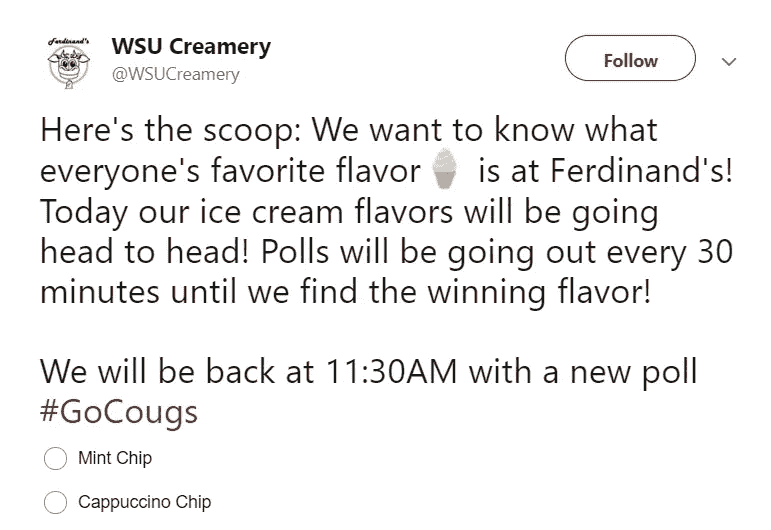 Ferdinand's
WSU Creamery
@WSUCreamery
Follow
Here's the scoop: We want to know what
everyone's favorite flavor🍦 is at Ferdinand's!
Today our ice cream flavors will be going
head to head! Polls will be going out every 30
minutes until we find the winning flavor!
We will be back at 11:30AM with a new poll
#GoCougs
Mint Chip
Cappuccino Chip